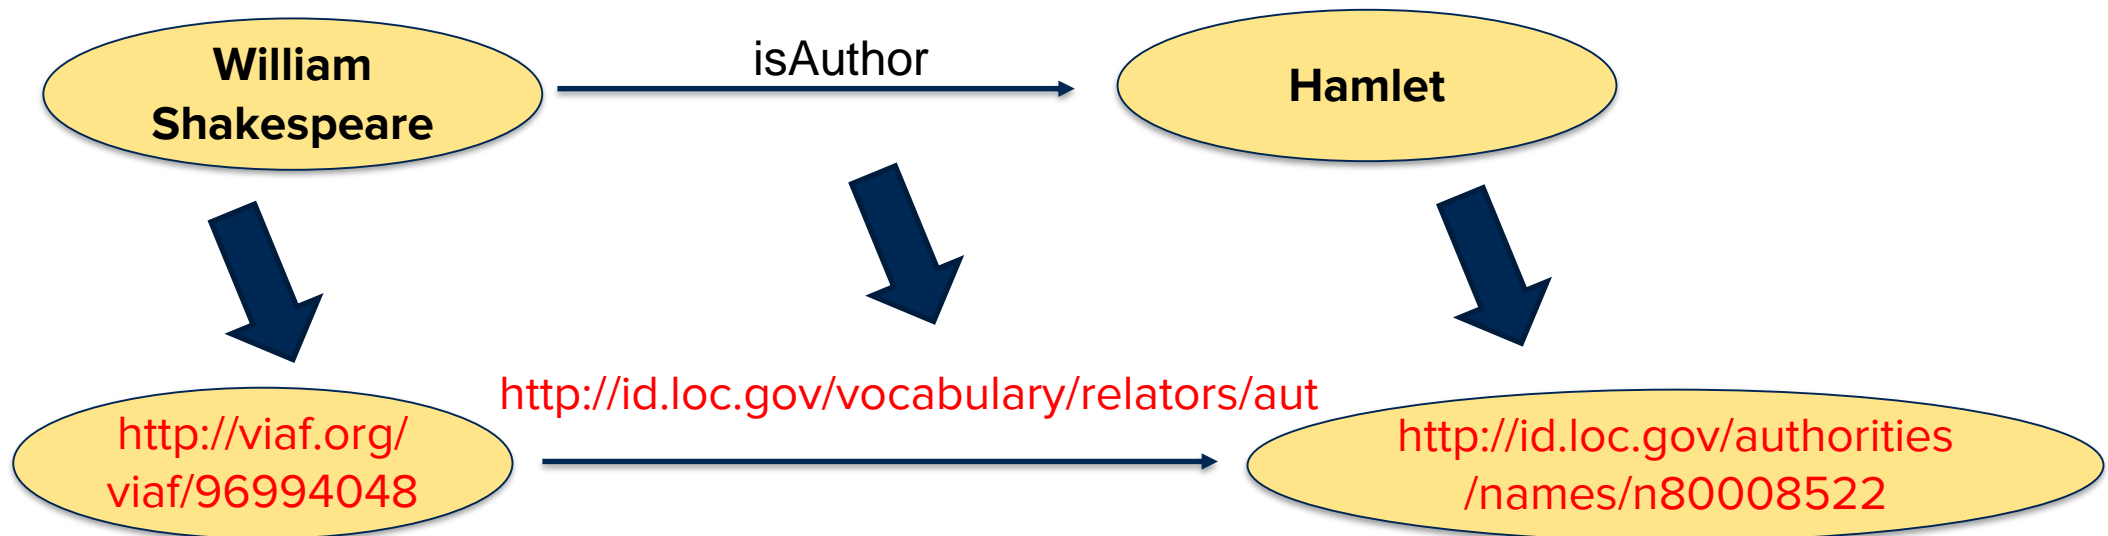 William
Shakespeare
isAuthor
Hamlet
http://id.loc.gov/vocabulary/relators/aut
http://viaf.org/
viaf/96994048
http://id.loc.gov/authorities
/names/n80008522